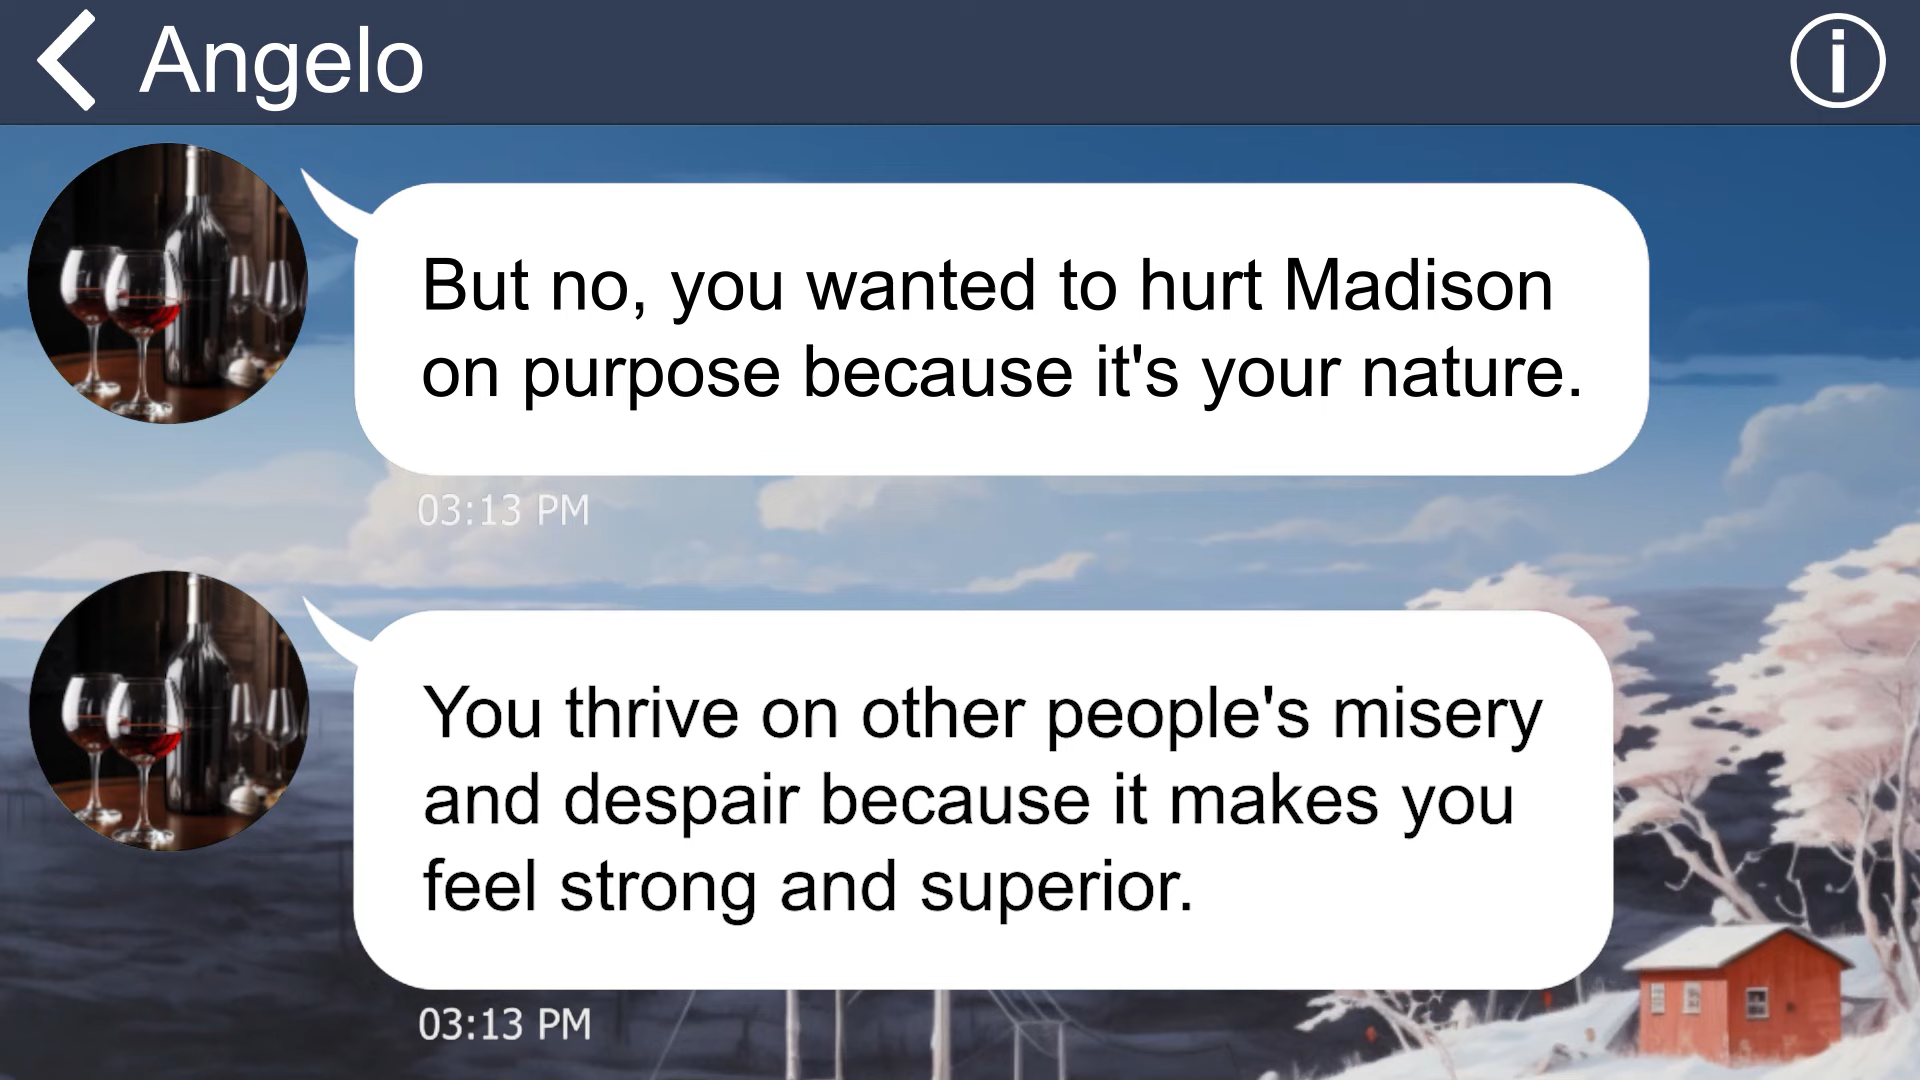 Angelo
But no, you wanted to hurt Madison
on purpose because it's your nature.
03:13 PM
You thrive on other people's misery
and despair because it makes you
feel strong and superior.
03:13 PM